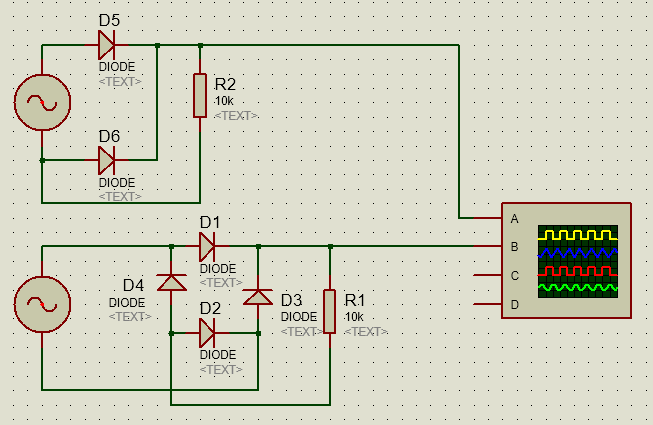 D5
DIODE
<TEXT>
R2
10k
<TEXT>
D6
DIODE
<TEXT>
A
B
C
D
D1
DIODE
<TEXT>
D4
DIODE
<TEXT>
D3
DIODE
<TEXT>
R1
10k
<TEXT>
D2
DIODE
<TEXT>